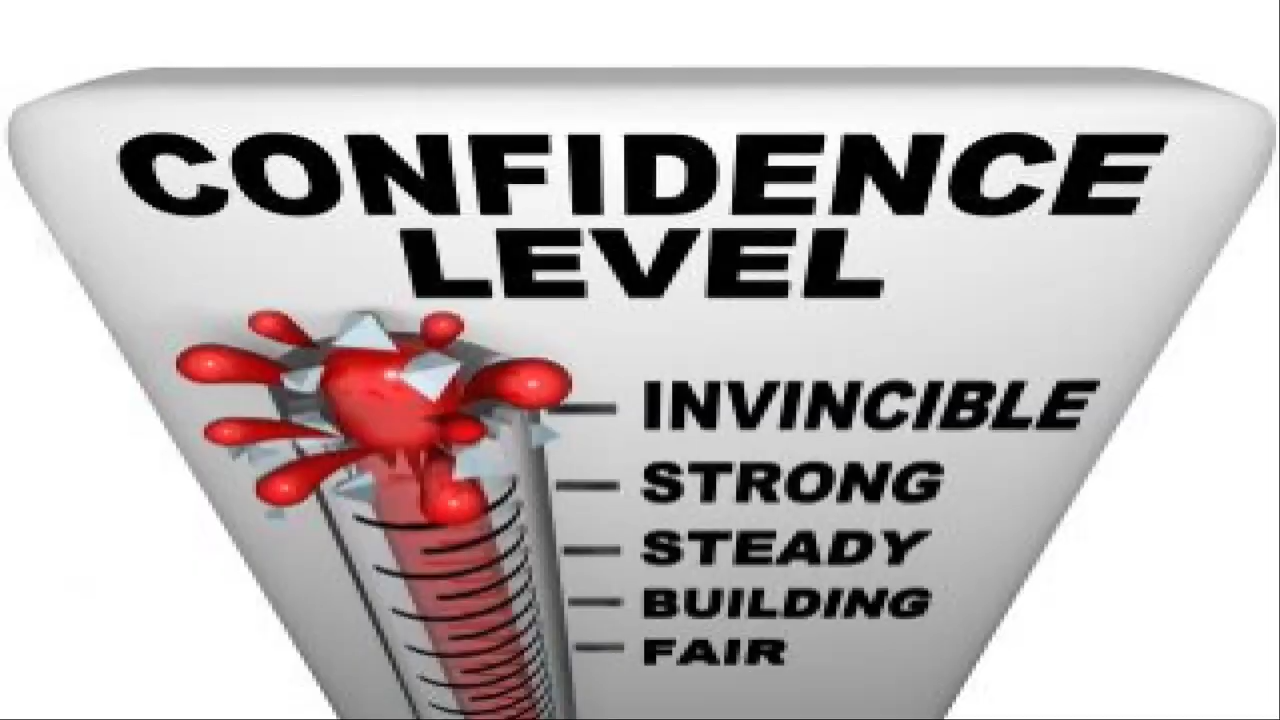 CONFIDENCE
LEVEL
INVINCIBLE
STRONG
STEADY
BUILDING
FAIR